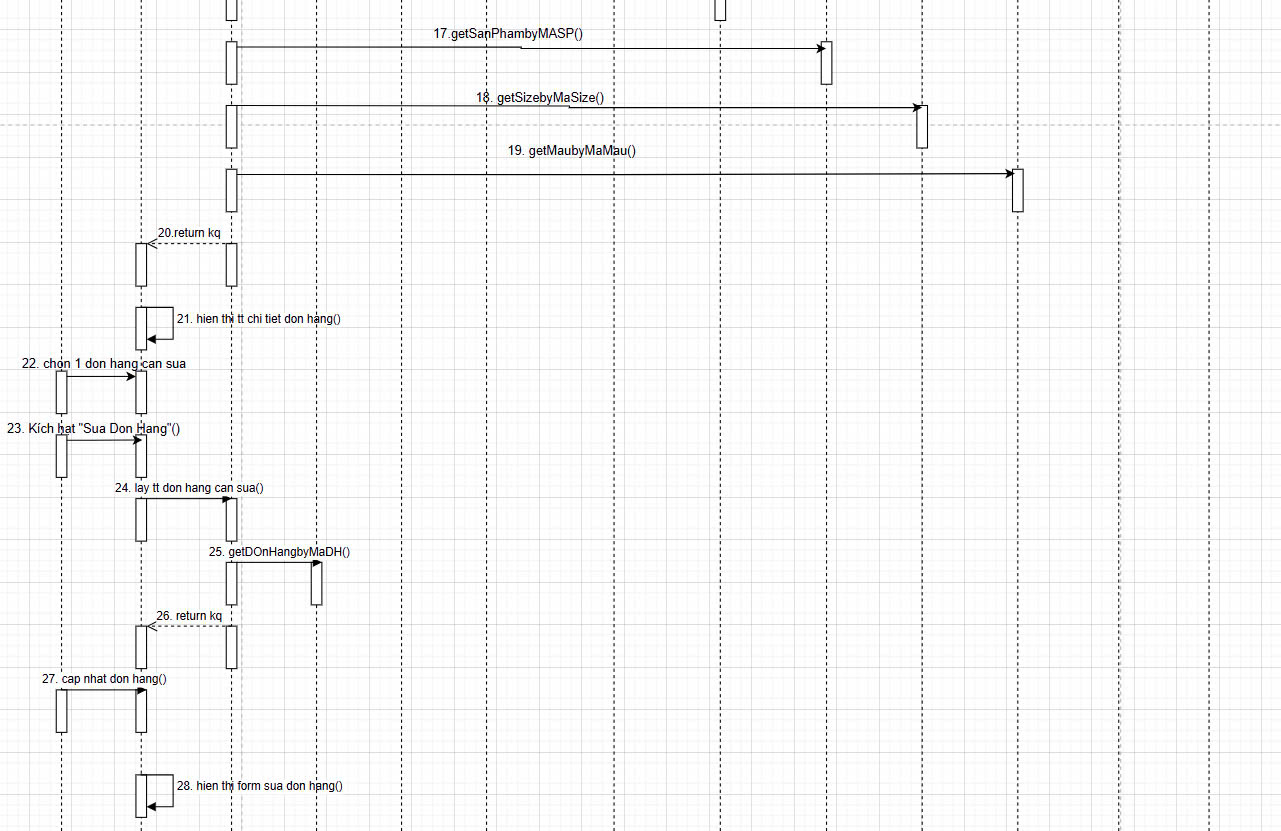 17.getSanPhambyMASP()
18. getSizebyMaSize()
19. getMaubyMaMau()
20.return kq
21. hien thi tt chi tiet don hang()
22. chon 1 don hang can sua
23. Kích hat "Sua Don Hang"()
24. lay tt don hang can sua()
25. getDOnHangbyMaDH()
26. return kq
27. cap nhat don hang()
28. hien thi form sua don hang()